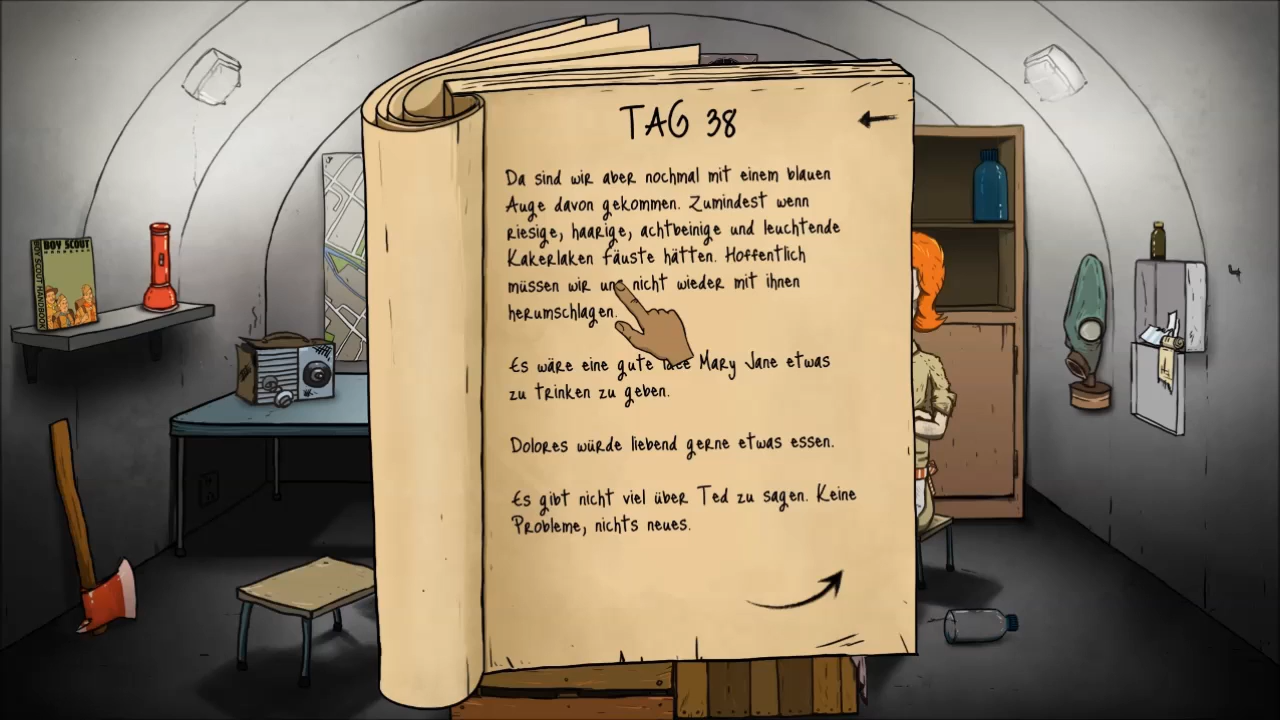 TAG 38
Da sind wir aber nochmal mit einem blauen
Auge davon gekommen. Zumindest wenn
riesige, haarige, achtbeinige und leuchtende
Kakerlaken fäuste hätten. Hoffentlich
müssen wir nicht wieder mit ihnen
herumschlagen.
Es wäre eine gute Mary Jane etwas
zu trinken zu geben.
Dolores würde liebend gerne etwas essen.
Es gibt nicht viel über Ted zu sagen. Keine
Probleme, nichts neues.
BOY SCOUT
BOY SCOUT HANDBOOK